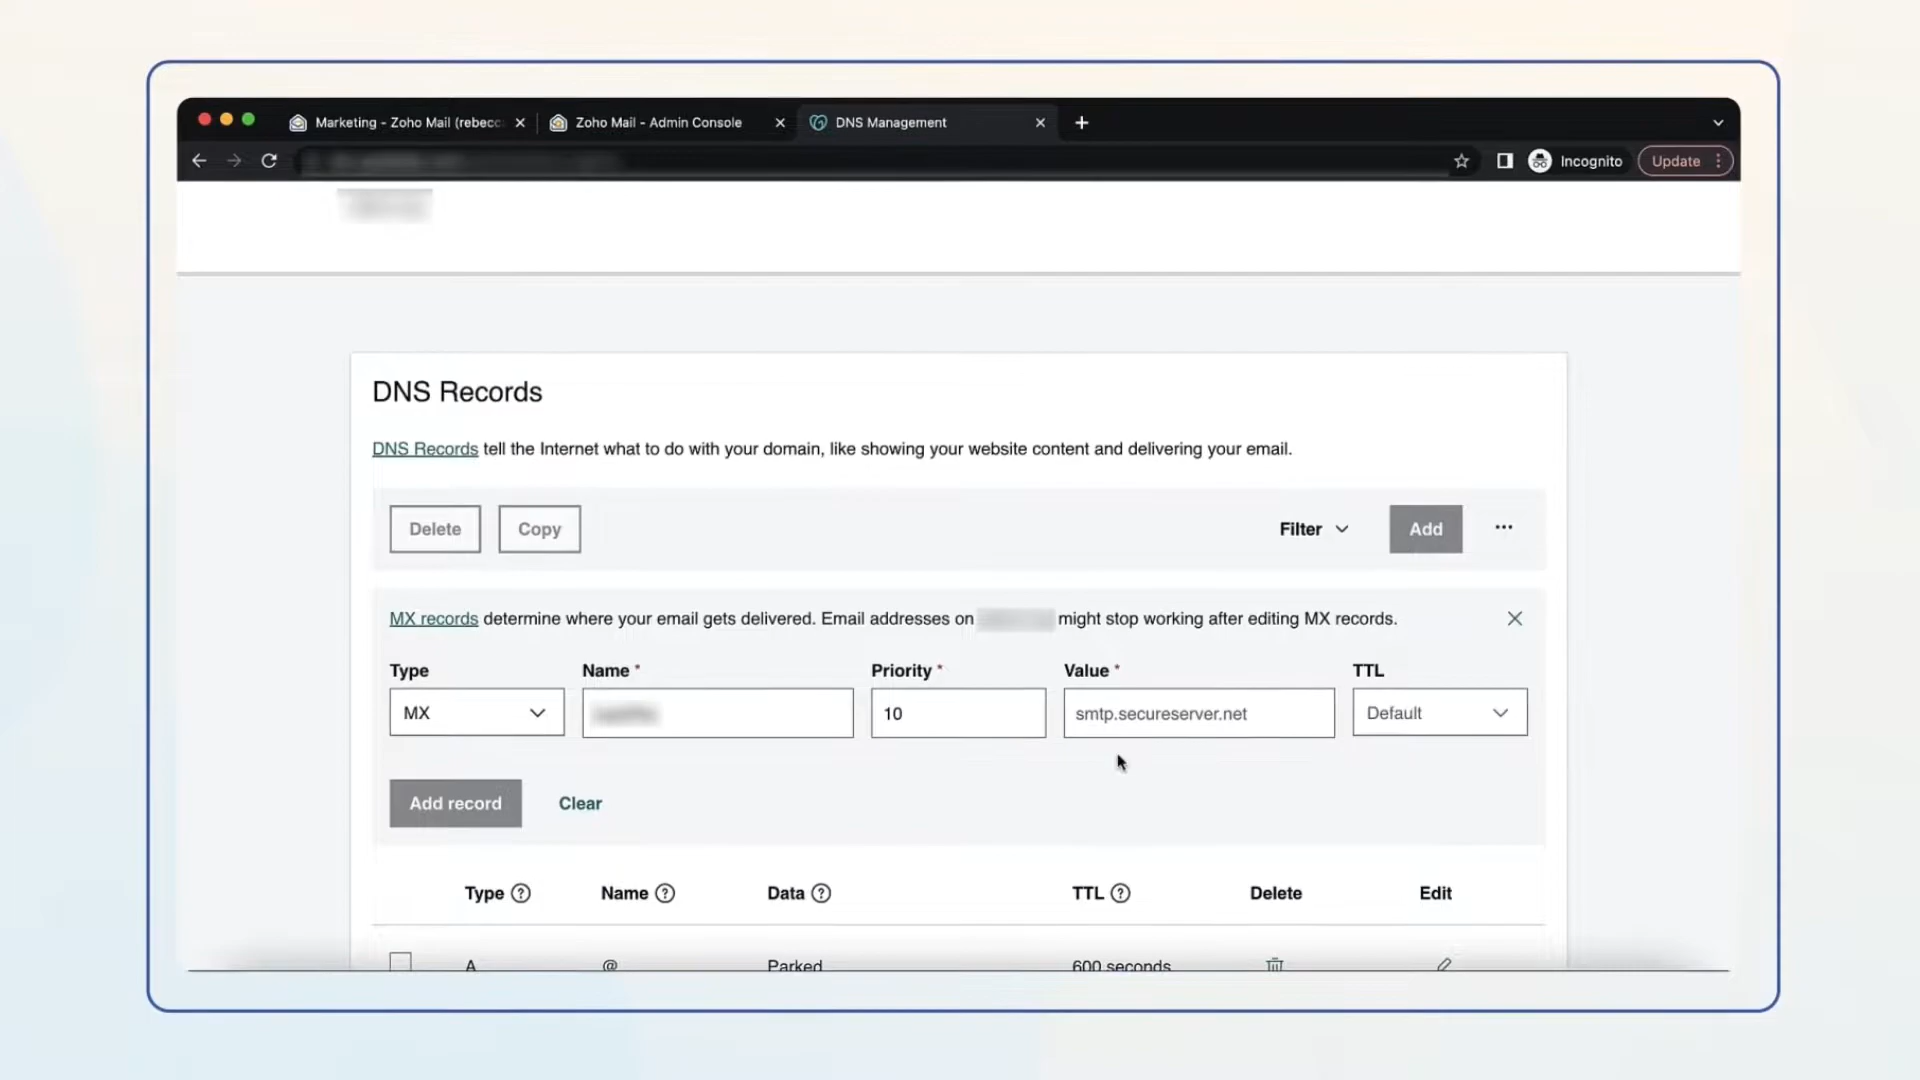 Marketing - Zoho Mail (rebecc
Zoho Mail - Admin Console
DNS Management
Incognito
Update
DNS Records
DNS Records tell the Internet what to do with your domain, like showing your website content and delivering your email.
Delete
Copy
Filter
Add
MX records determine where your email gets delivered. Email addresses on might stop working after editing MX records.
Type
Name *
Priority *
Value *
TTL
MX
10
smtp.secureserver.net
Default
Add record
Clear
Type
Name
Data
TTL
Delete
Edit
A
@
Parked
600 seconds